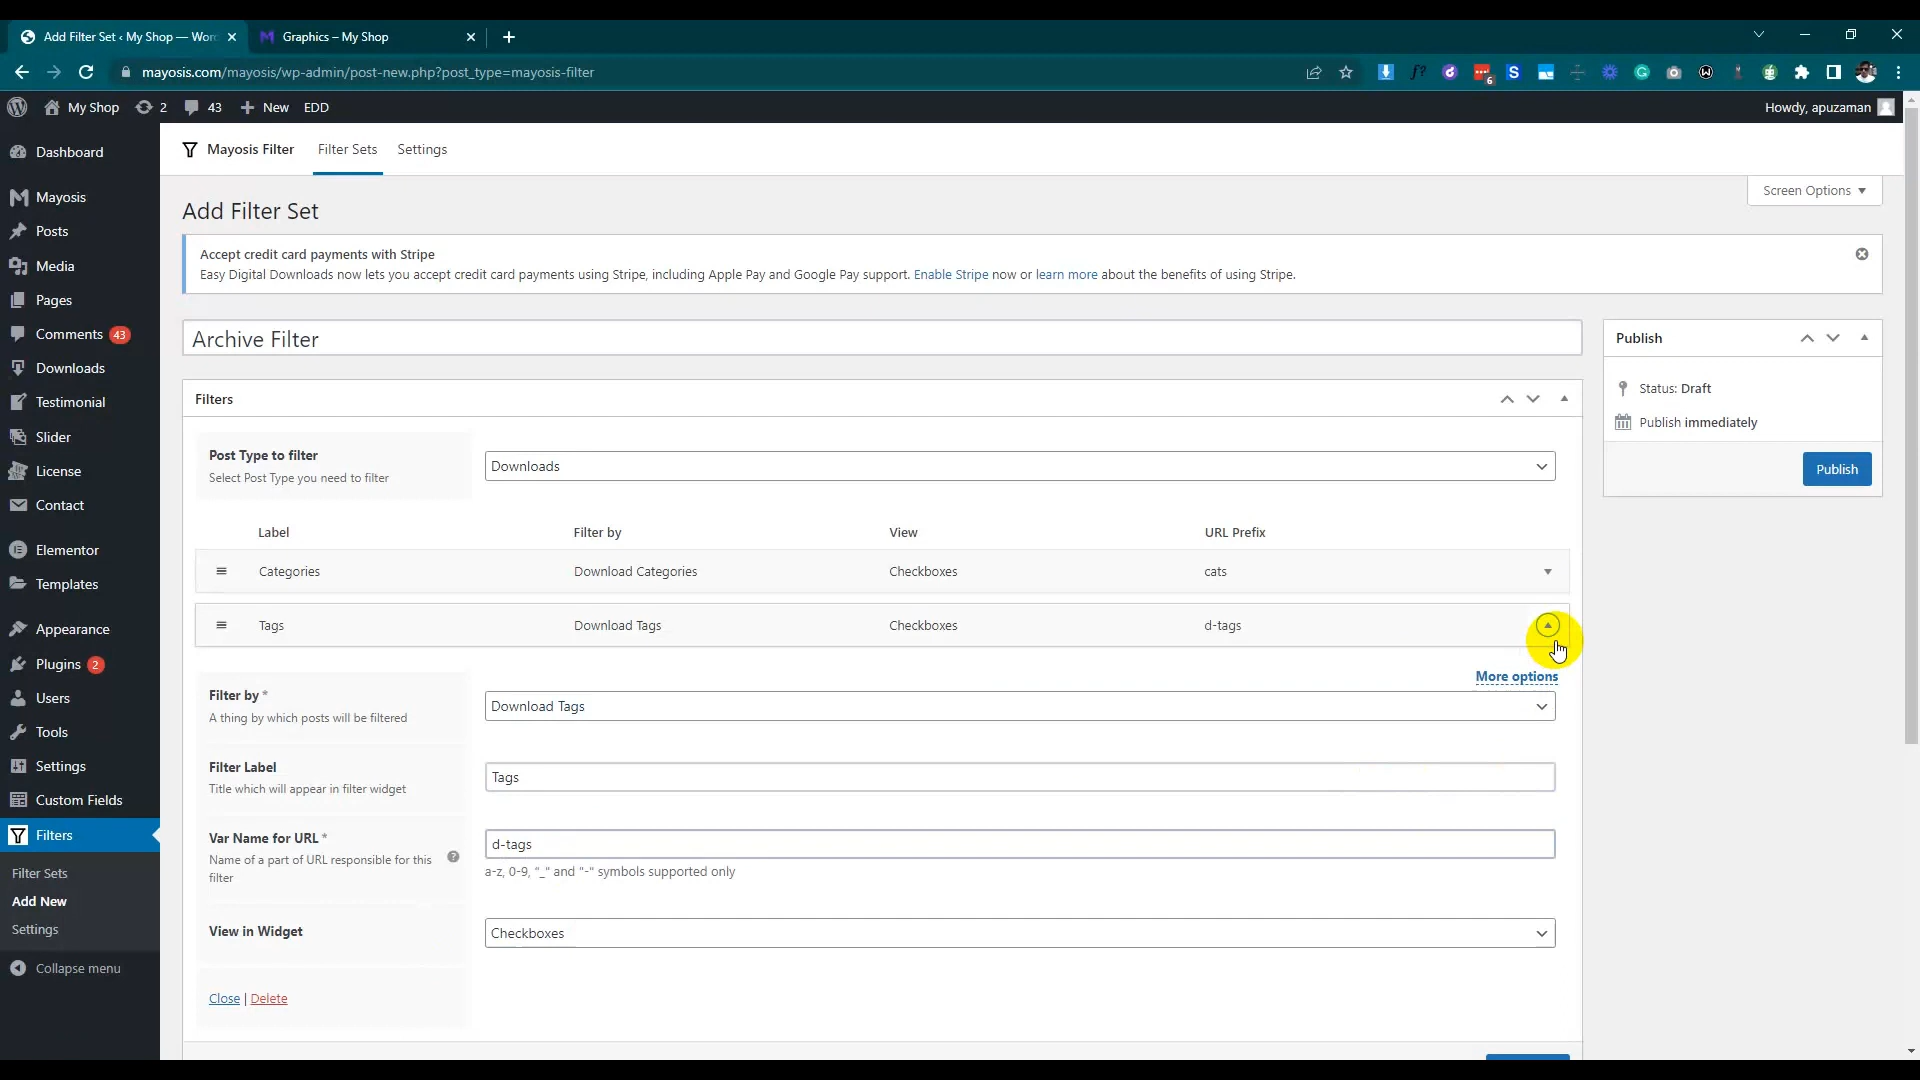 Add Filter Set ‹ My Shop — Wor
Graphics – My Shop
mayosis.com/mayosis/wp-admin/post-new.php?post_type=mayosis-filter
6
My Shop 2 43 New EDD
Howdy, apuzaman
Dashboard
Mayosis
Posts
Media
Pages
Comments 43
Downloads
Testimonial
Slider
License
Contact
Elementor
Templates
Appearance
Plugins 2
Users
Tools
Settings
Custom Fields
Filters
Filter Sets
Add New
Settings
Collapse menu
Mayosis Filter Filter Sets Settings
Screen Options
Add Filter Set
Accept credit card payments with Stripe
Easy Digital Downloads now lets you accept credit card payments using Stripe, including Apple Pay and Google Pay support. Enable Stripe now or learn more about the benefits of using Stripe.
Archive Filter
Filters
Post Type to filter
Select Post Type you need to filter
Downloads
Label Filter by View URL Prefix
Categories Download Categories Checkboxes cats
Tags Download Tags Checkboxes d-tags
More options
Filter by *
A thing by which posts will be filtered
Download Tags
Filter Label
Title which will appear in filter widget
Tags
Var Name for URL *
Name of a part of URL responsible for this
filter
d-tags
a-z, 0-9, "_" and "-" symbols supported only
View in Widget
Checkboxes
Close | Delete
Publish
Status: Draft
Publish immediately
Publish